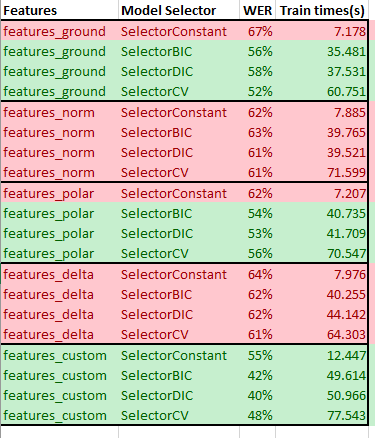 Features Model Selector WER Train times(s)
features_ground SelectorConstant 67% 7.178
features_ground SelectorBIC 56% 35.481
features_ground SelectorDIC 58% 37.531
features_ground SelectorCV 52% 60.751
features_norm SelectorConstant 62% 7.885
features_norm SelectorBIC 63% 39.765
features_norm SelectorDIC 61% 39.521
features_norm SelectorCV 61% 71.599
features_polar SelectorConstant 62% 7.207
features_polar SelectorBIC 54% 40.735
features_polar SelectorDIC 53% 41.709
features_polar SelectorCV 56% 70.547
features_delta SelectorConstant 64% 7.976
features_delta SelectorBIC 62% 40.255
features_delta SelectorDIC 62% 44.142
features_delta SelectorCV 61% 64.303
features_custom SelectorConstant 55% 12.447
features_custom SelectorBIC 42% 49.614
features_custom SelectorDIC 40% 50.966
features_custom SelectorCV 48% 77.543